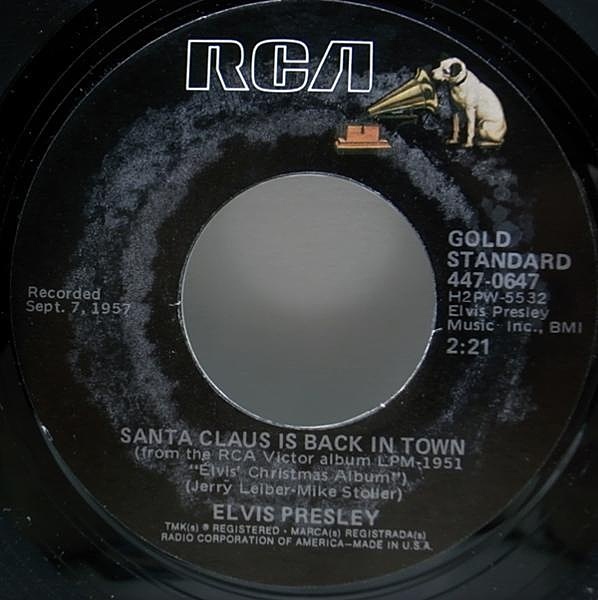 RCA
GOLD
STANDARD
447-0647
H2PW-5532
Elvis Presley
Music Inc., BMI
2:21
Recorded
Sept. 7, 1957
SANTA CLAUS IS BACK IN TOWN
(from the RCA Victor album LPM-1951
"Elvis' Christmas Album")
(Jerry Leiber-Mike Stoller)
ELVIS PRESLEY
TMK(s) ® REGISTERED • MARCA(s) REGISTRADA(s)
RADIO CORPORATION OF AMERICA—MADE IN U.S.A.